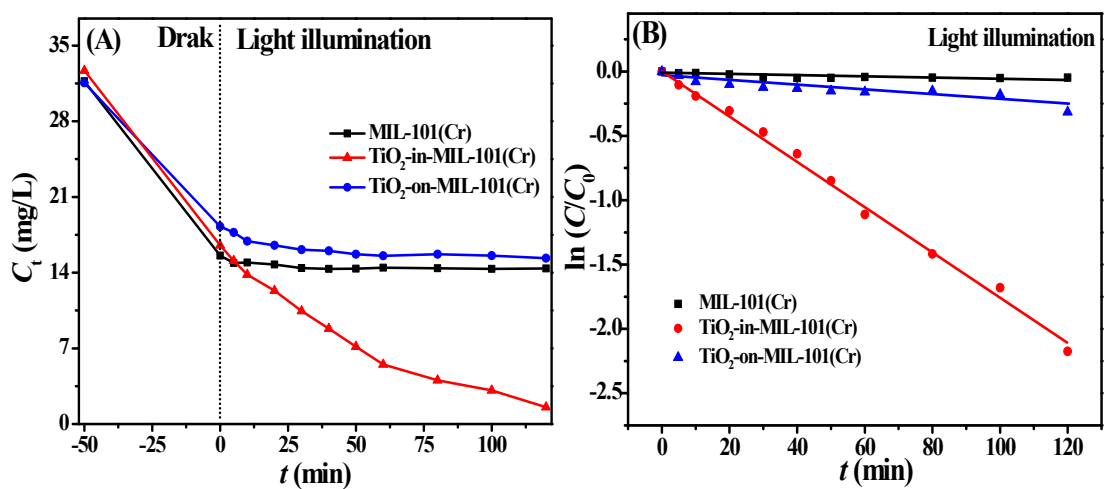 (A)
Drak
Light illumination
MIL-101(Cr)
TiO2-in-MIL-101(Cr)
TiO2-on-MIL-101(Cr)
35
28
21
14
7
0
Ct (mg/L)
-50 -25 0 25 50 75 100
t (min)
(B)
Light illumination
0.0
-0.5
-1.0
-1.5
-2.0
-2.5
ln (C/C0)
MIL-101(Cr)
TiO2-in-MIL-101(Cr)
TiO2-on-MIL-101(Cr)
0 20 40 60 80 100 120
t (min)